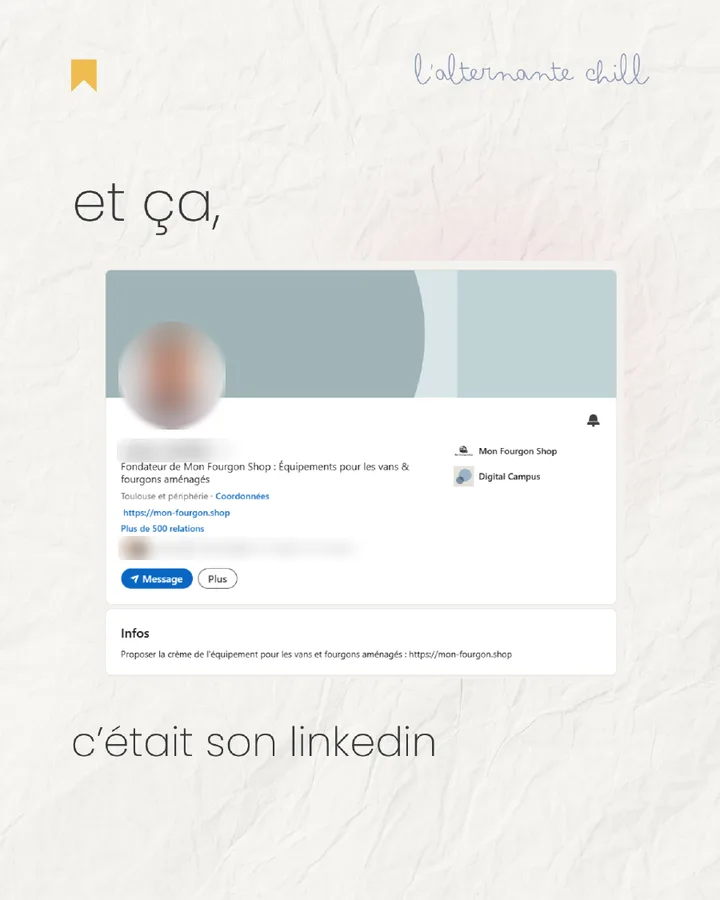 l'alternante chill
et ça,
Fondateur de Mon Fourgon Shop : Équipements pour les vans &
fourgons aménagés
Toulouse et périphérie · Coordonnées
https://mon-fourgon.shop
Plus de 500 relations
Message
Plus
Mon Fourgon Shop
Digital Campus
Infos
Proposer la crème de l'équipement pour les vans et fourgons aménagés : https://mon-fourgon.shop
c'était son linkedin